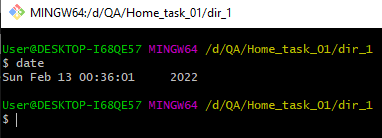 MINGW64:/d/QA/Home_task_01/dir_1
User@DESKTOP-I68QE57 MINGW64 /d/QA/Home_task_01/dir_1
$ date
Sun Feb 13 00:36:01     2022
User@DESKTOP-I68QE57 MINGW64 /d/QA/Home_task_01/dir_1
$